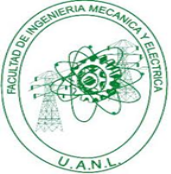 FACULTAD DE INGENIERIA MECANICA Y ELECTRICA
U.A.N.L.